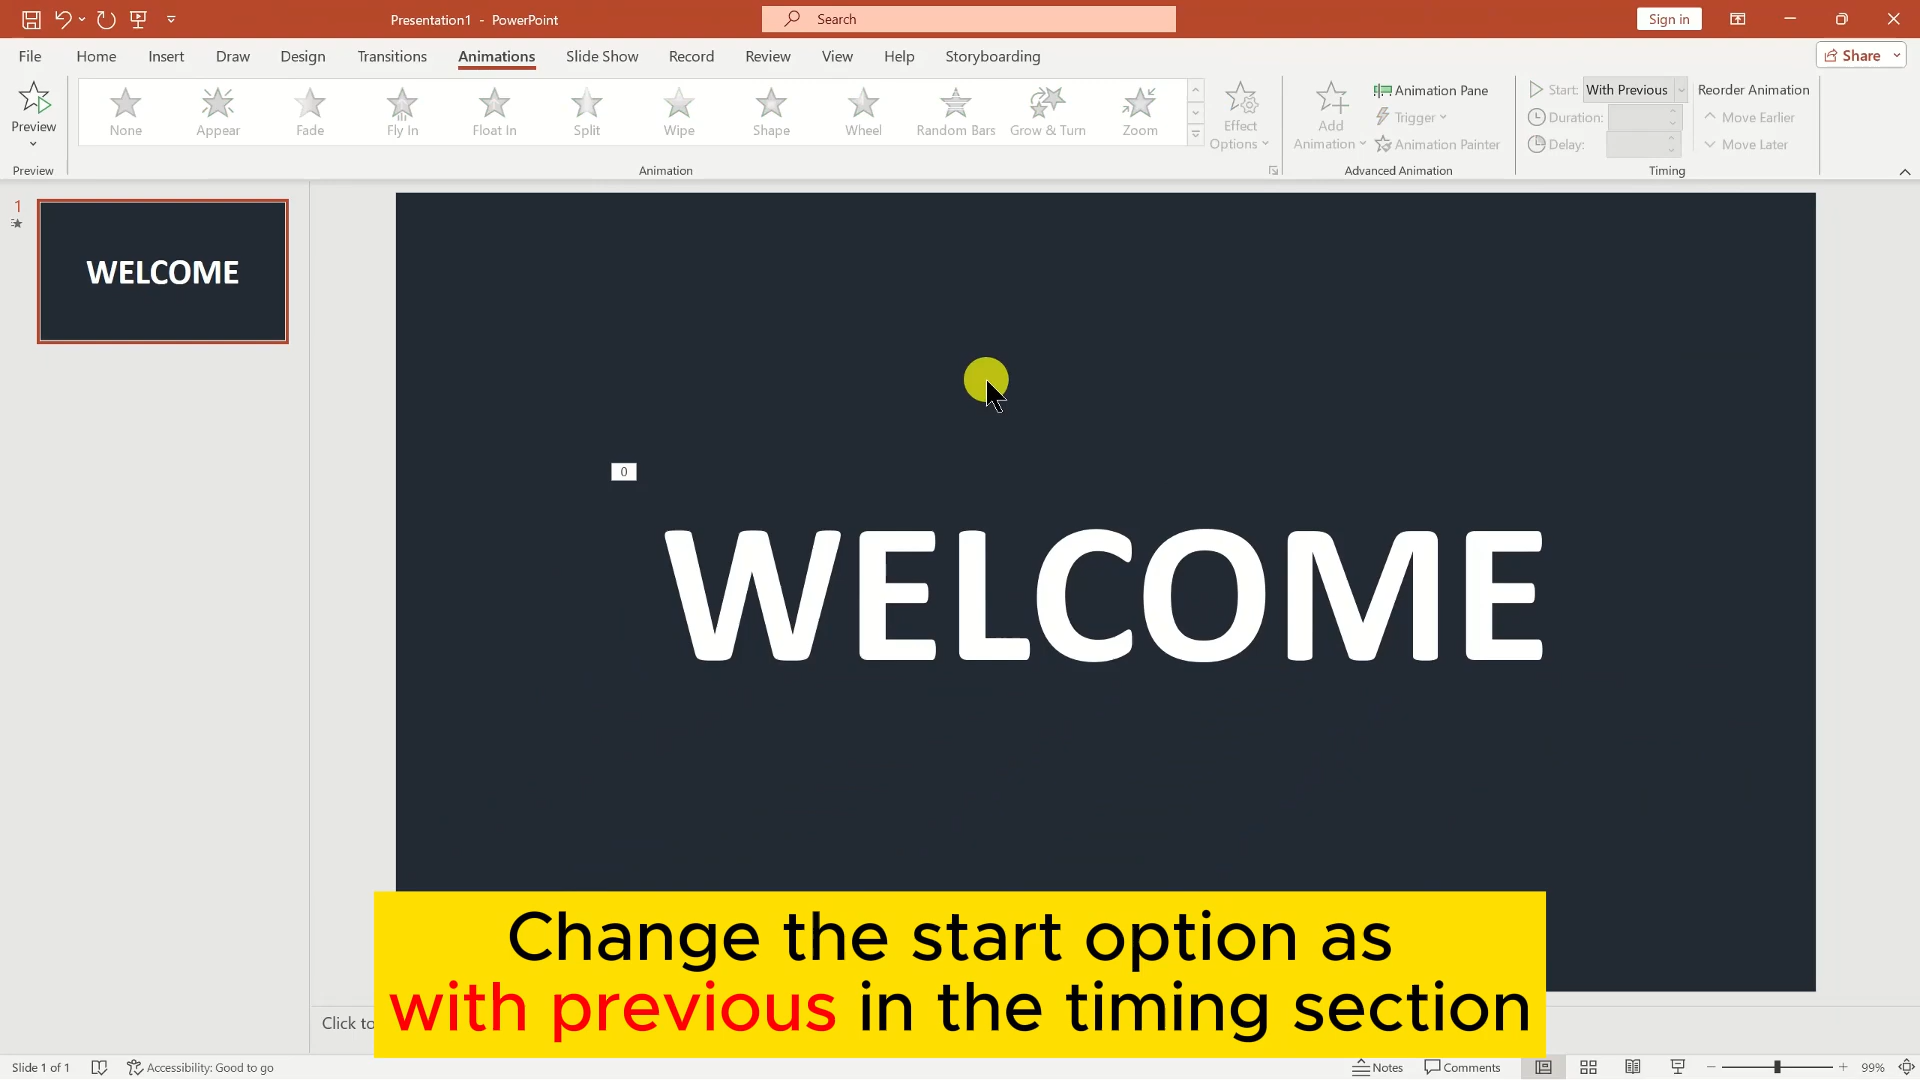 Presentation1 - PowerPoint
Search
Sign in
File Home Insert Draw Design Transitions Animations Slide Show Record Review View Help Storyboarding
Share
Preview
Preview
None Appear Fade Fly In Float In Split Wipe Shape Wheel Random Bars Grow & Turn Zoom
Animation
Effect
Options
Add
Animation
Animation Pane
Trigger
Animation Painter
Advanced Animation
Start: With Previous
Duration:
Delay:
Reorder Animation
Move Earlier
Move Later
Timing
1
WELCOME
0
WELCOME
Click to
Change the start option as
with previous in the timing section
Slide 1 of 1
Accessibility: Good to go
Notes
Comments
99%